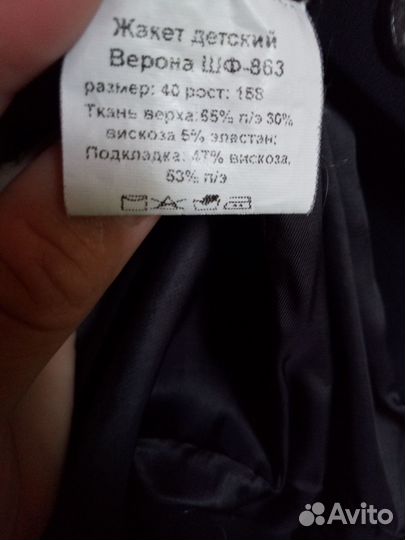 Жакет детский
Верона ШФ-863
размер: 40 рост: 158
Ткань верха: 65% п/э 30%
вискоза 5% эластан;
Подкладка: 47% вискоза,
53% п/э
Avito